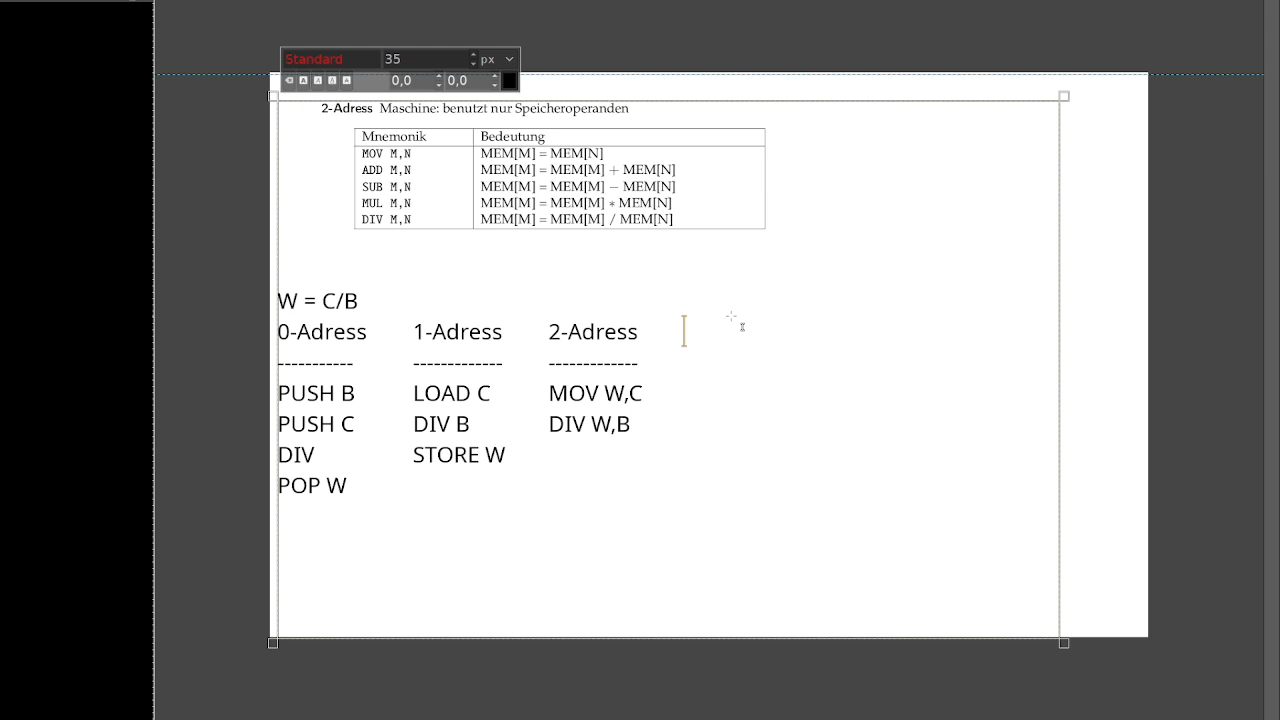 Standard 35 px
0,0 0,0
2-Adress Maschine: benutzt nur Speicheroperanden
Mnemonik Bedeutung
MOV M,N MEM[M] = MEM[N]
ADD M,N MEM[M] = MEM[M] + MEM[N]
SUB M,N MEM[M] = MEM[M] − MEM[N]
MUL M,N MEM[M] = MEM[M] * MEM[N]
DIV M,N MEM[M] = MEM[M] / MEM[N]
W = C/B
0-Adress 1-Adress 2-Adress
----------- ------------- -------------
PUSH B LOAD C MOV W,C
PUSH C DIV B DIV W,B
DIV STORE W
POP W